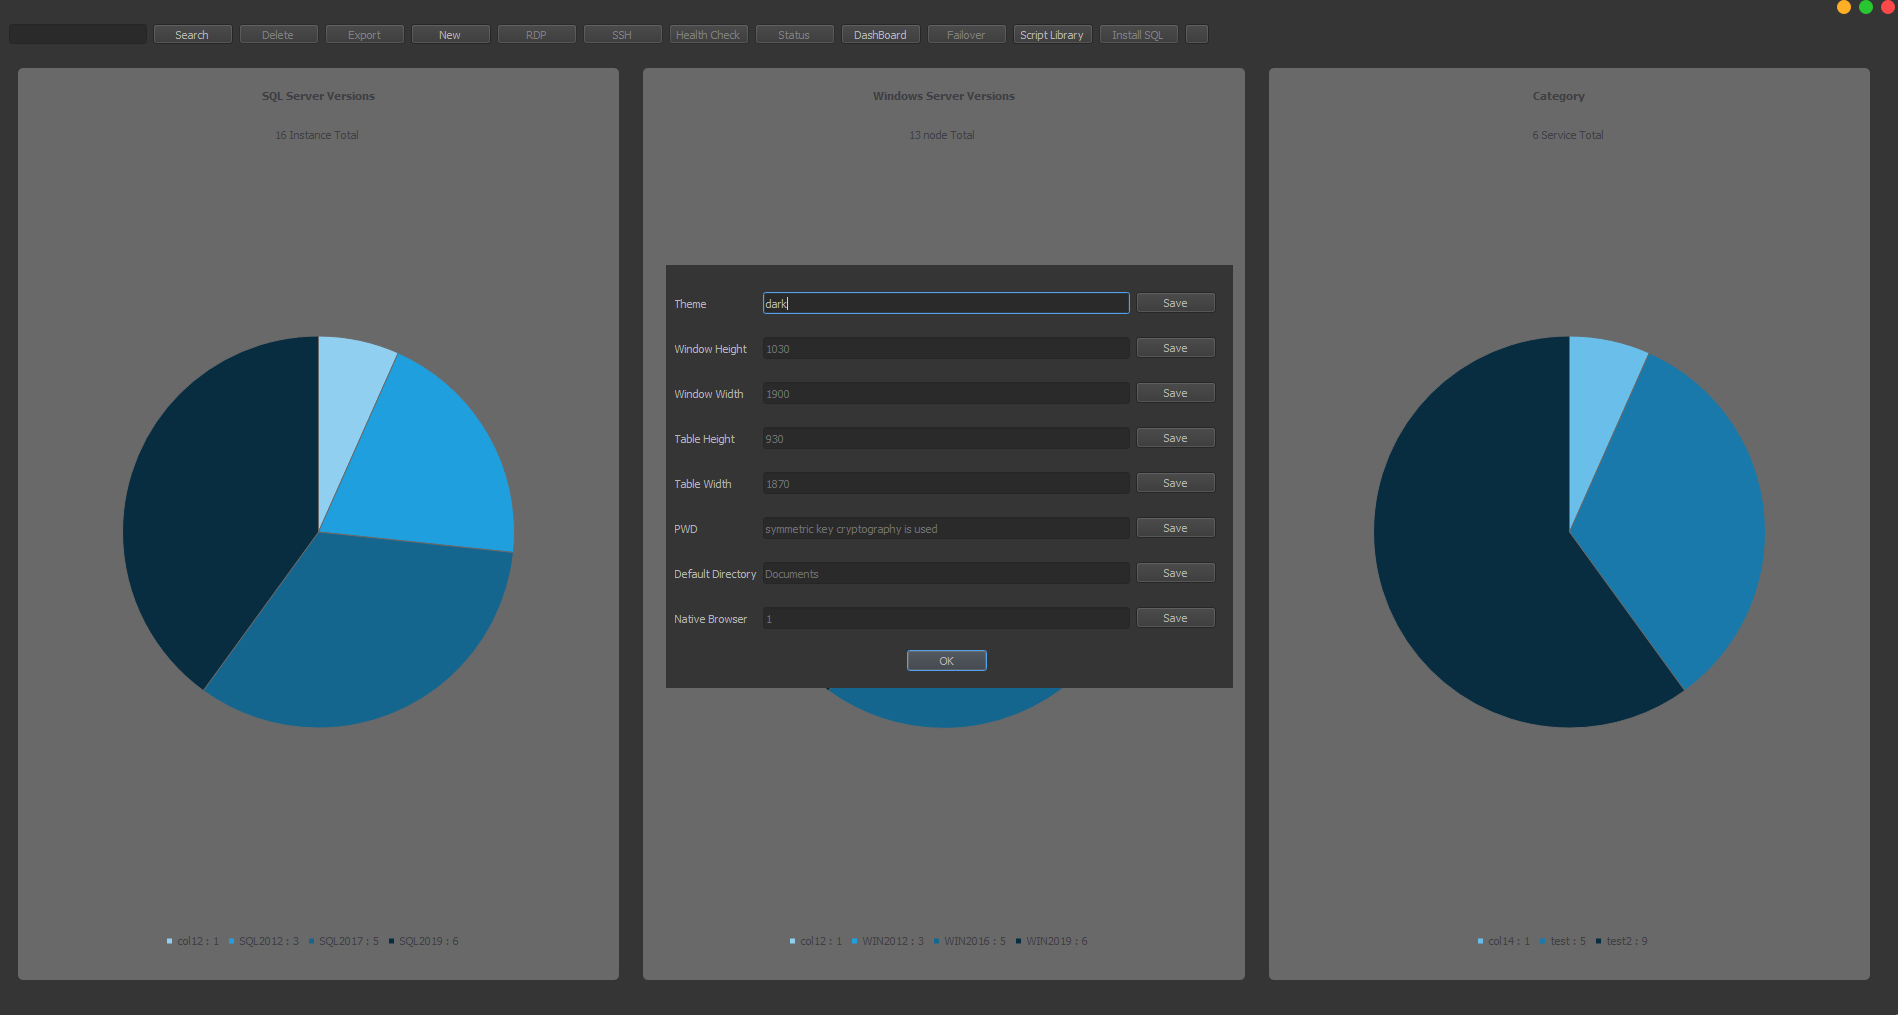 Search Delete Export New RDP SSH Health Check Status DashBoard Failover Script Library Install SQL
SQL Server Versions
16 Instance Total
col12 : 1 SQL2012 : 3 SQL2017 : 5 SQL2019 : 6
Windows Server Versions
13 node Total
Theme dark Save
Window Height 1030 Save
Window Width 1900 Save
Table Height 930 Save
Table Width 1870 Save
PWD symmetric key cryptography is used Save
Default Directory Documents Save
Native Browser 1 Save
OK
col12 : 1 WIN2012 : 3 WIN2016 : 5 WIN2019 : 6
Category
6 Service Total
col14 : 1 test : 5 test2 : 9